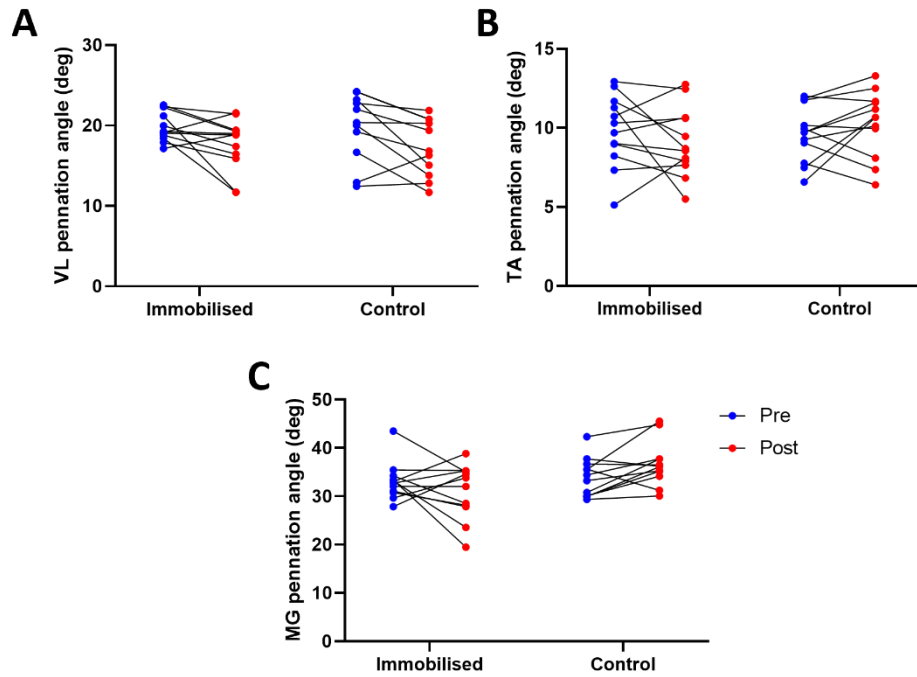 A
VL pennation angle (deg)
30
20
10
0
Immobilised
Control
B
TA pennation angle (deg)
15
10
5
0
Immobilised
Control
C
MG pennation angle (deg)
50
40
30
20
10
0
Immobilised
Control
Pre
Post